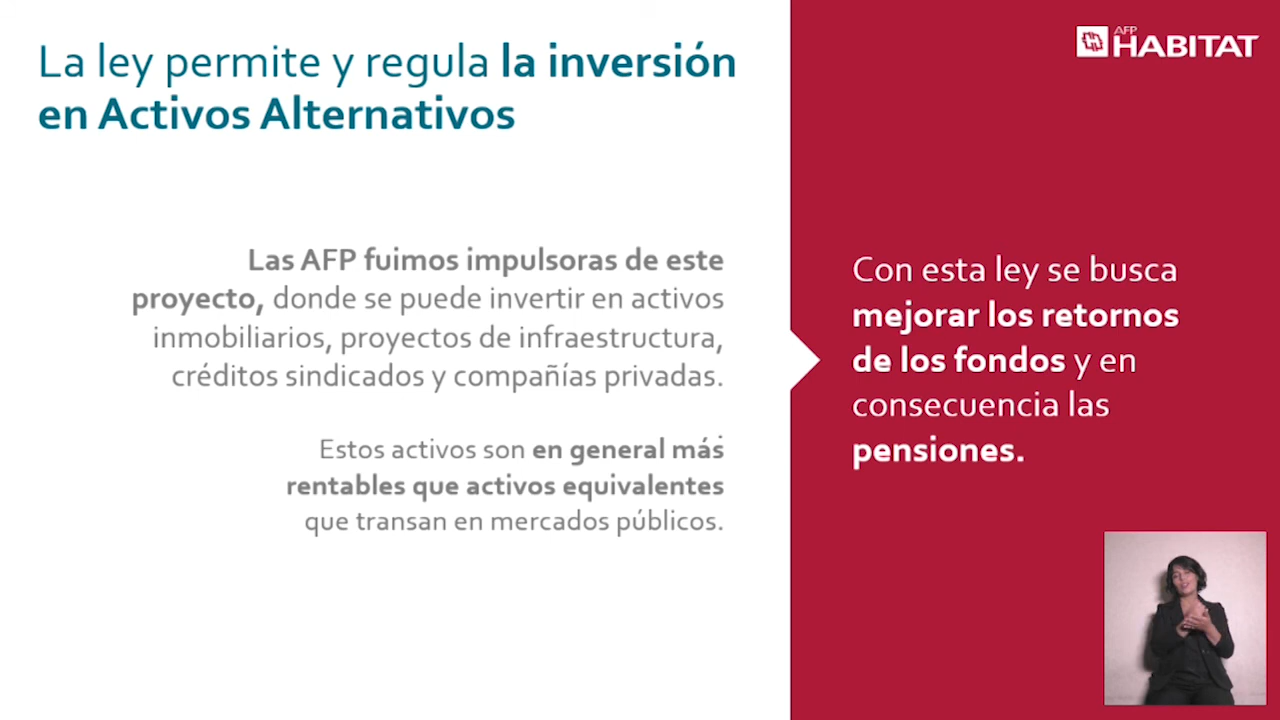 La ley permite y regula la inversión
en Activos Alternativos
AFP
HABITAT
Las AFP fuimos impulsoras de este
proyecto, donde se puede invertir en activos
inmobiliarios, proyectos de infraestructura,
créditos sindicados y compañías privadas.
Estos activos son en general más
rentables que activos equivalentes
que transan en mercados públicos.
Con esta ley se busca
mejorar los retornos
de los fondos y en
consecuencia las
pensiones.